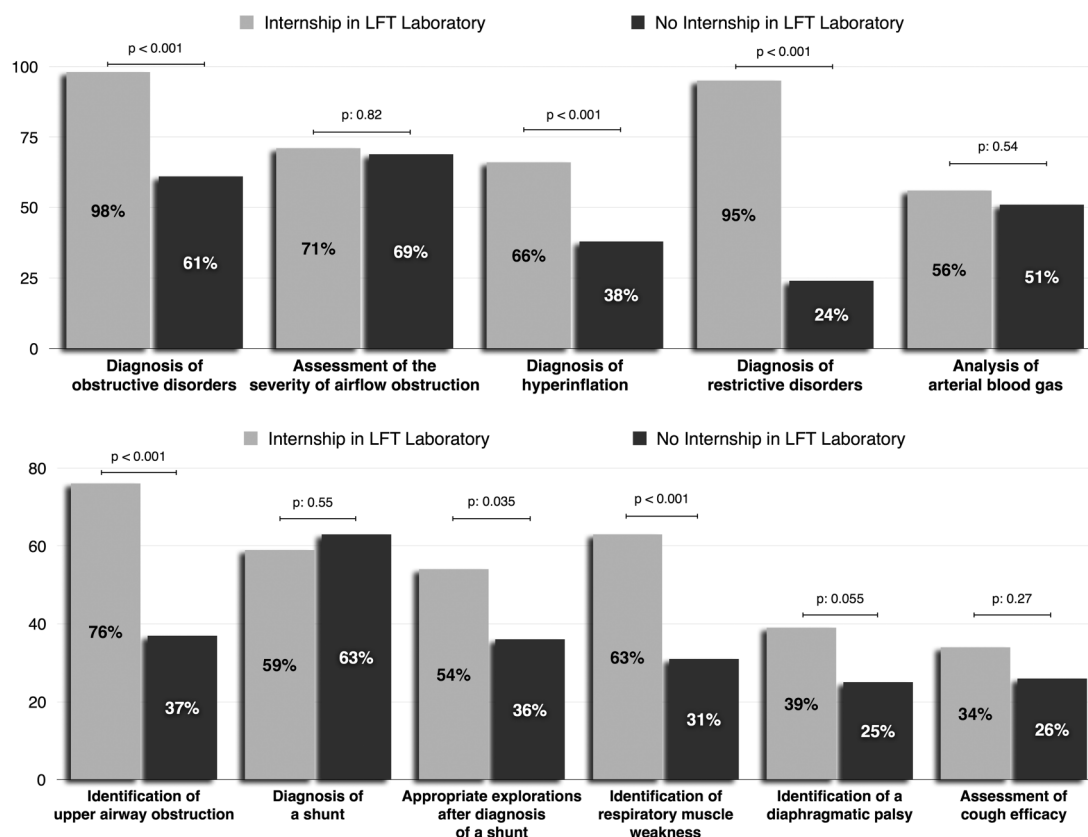 Internship in LFT Laboratory No Internship in LFT Laboratory
p < 0.001 p: 0.82 p < 0.001 p < 0.001 p: 0.54
100
75
50
25
0
98% 61% 71% 69% 66% 38% 95% 24% 56% 51%
Diagnosis of Assessment of the Diagnosis of Diagnosis of Analysis of
obstructive disorders severity of airflow obstruction hyperinflation restrictive disorders arterial blood gas
Internship in LFT Laboratory No Internship in LFT Laboratory
p < 0.001 p: 0.55 p: 0.035 p < 0.001 p: 0.055 p: 0.27
80
60
40
20
0
76% 37% 59% 63% 54% 36% 63% 31% 39% 25% 34% 26%
Identification of Diagnosis of Appropriate explorations Identification of Identification of a Assessment of
upper airway obstruction a shunt after diagnosis respiratory muscle diaphragmatic palsy cough efficacy
of a shunt weakness